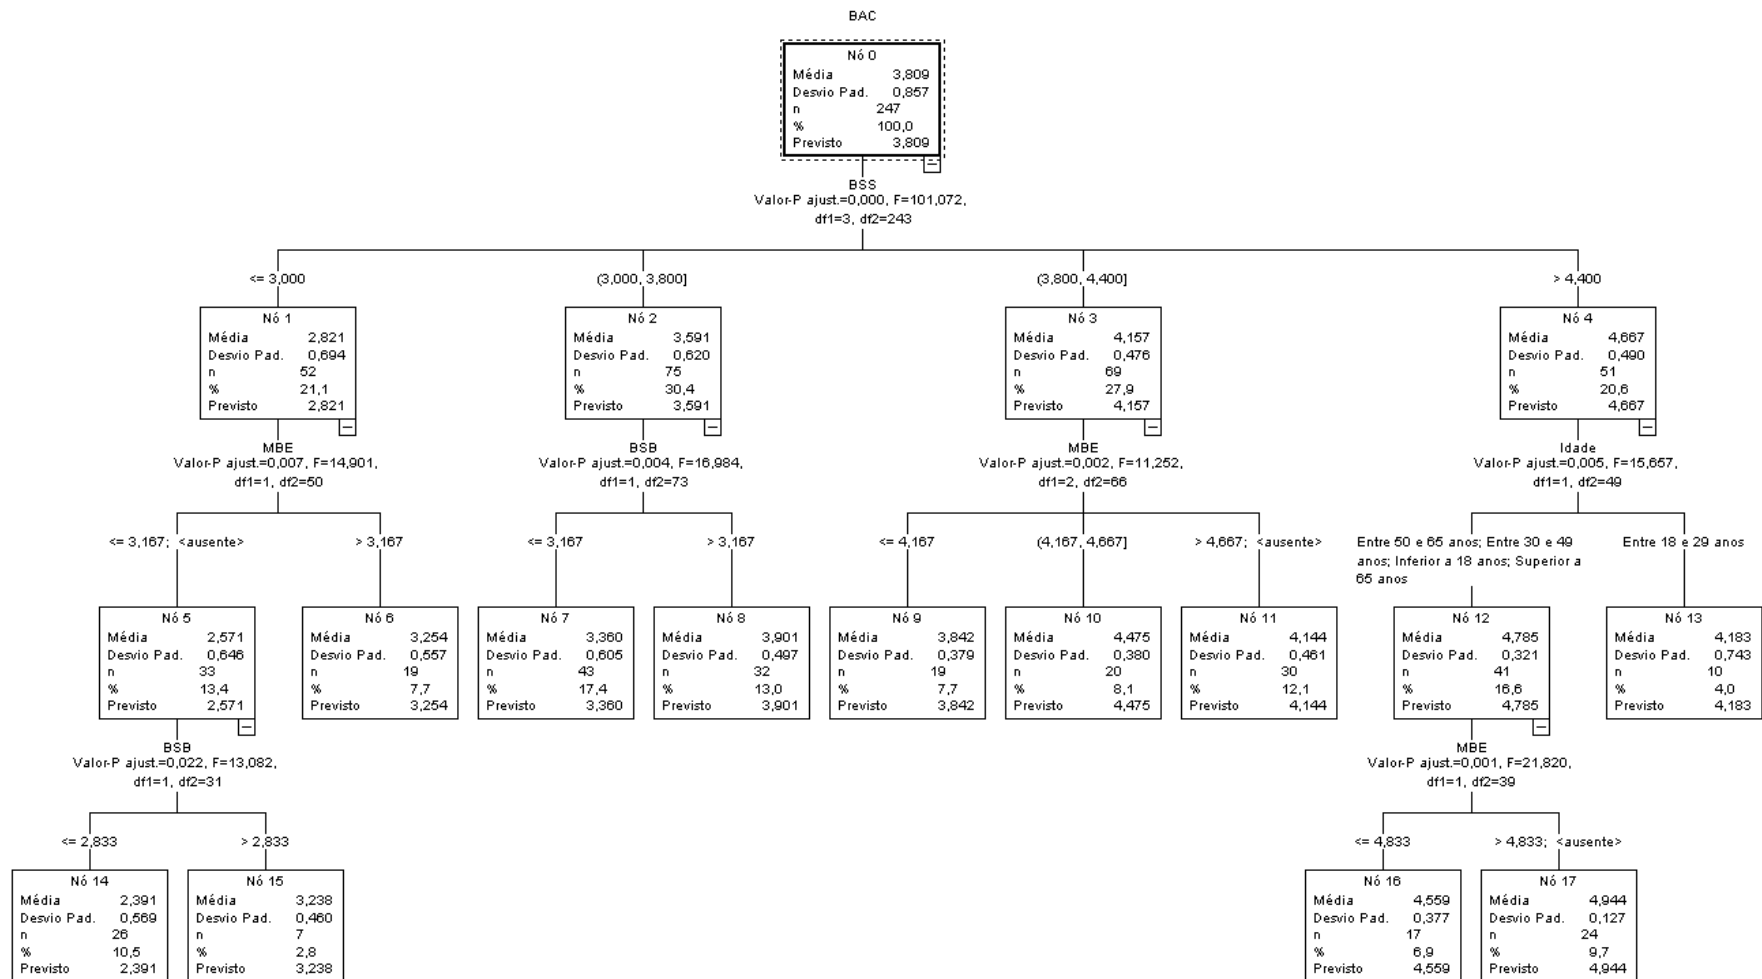 BAC
Nó 0
Média 3,809
Desvio Pad. 0,857
n 247
% 100,0
Previsto 3,809
BSS
Valor-P ajust.=0,000, F=101,072,
df1=3, df2=243
<= 3,000
(3,000, 3,800]
(3,800, 4,400]
> 4,400
Nó 1
Média 2,821
Desvio Pad. 0,694
n 52
% 21,1
Previsto 2,821
Nó 2
Média 3,591
Desvio Pad. 0,620
n 75
% 30,4
Previsto 3,591
Nó 3
Média 4,157
Desvio Pad. 0,476
n 69
% 27,9
Previsto 4,157
Nó 4
Média 4,667
Desvio Pad. 0,490
n 51
% 20,6
Previsto 4,667
MBE
Valor-P ajust.=0,007, F=14,901,
df1=1, df2=50
BSB
Valor-P ajust.=0,004, F=16,984,
df1=1, df2=73
MBE
Valor-P ajust.=0,002, F=11,252,
df1=2, df2=66
Idade
Valor-P ajust.=0,005, F=15,657,
df1=1, df2=49
<= 3,167; <ausente>
> 3,167
<= 3,167
> 3,167
<= 4,167
(4,167, 4,667]
> 4,667; <ausente>
Entre 50 e 65 anos; Entre 30 e 49
anos; Inferior a 18 anos; Superior a
65 anos
Entre 18 e 29 anos
Nó 5
Média 2,571
Desvio Pad. 0,646
n 33
% 13,4
Previsto 2,571
Nó 6
Média 3,254
Desvio Pad. 0,557
n 19
% 7,7
Previsto 3,254
Nó 7
Média 3,360
Desvio Pad. 0,605
n 43
% 17,4
Previsto 3,360
Nó 8
Média 3,901
Desvio Pad. 0,497
n 32
% 13,0
Previsto 3,901
Nó 9
Média 3,842
Desvio Pad. 0,379
n 19
% 7,7
Previsto 3,842
Nó 10
Média 4,475
Desvio Pad. 0,380
n 20
% 8,1
Previsto 4,475
Nó 11
Média 4,144
Desvio Pad. 0,461
n 30
% 12,1
Previsto 4,144
Nó 12
Média 4,785
Desvio Pad. 0,321
n 41
% 16,6
Previsto 4,785
Nó 13
Média 4,183
Desvio Pad. 0,743
n 10
% 4,0
Previsto 4,183
BSB
Valor-P ajust.=0,022, F=13,082,
df1=1, df2=31
MBE
Valor-P ajust.=0,001, F=21,820,
df1=1, df2=39
<= 2,833
> 2,833
<= 4,833
> 4,833; <ausente>
Nó 14
Média 2,391
Desvio Pad. 0,569
n 26
% 10,5
Previsto 2,391
Nó 15
Média 3,238
Desvio Pad. 0,460
n 7
% 2,8
Previsto 3,238
Nó 16
Média 4,559
Desvio Pad. 0,377
n 17
% 6,9
Previsto 4,559
Nó 17
Média 4,944
Desvio Pad. 0,127
n 24
% 9,7
Previsto 4,944